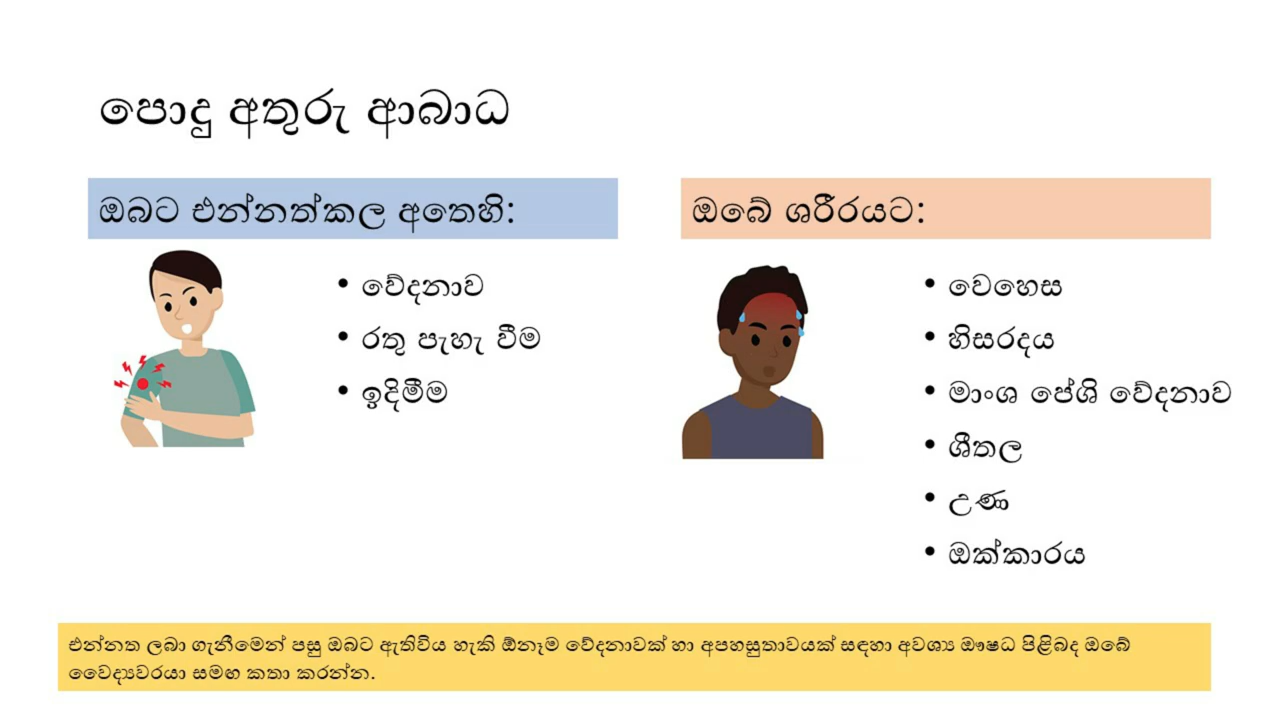 පොදු අතුරු ආබාධ
ඔබට එන්නත්කල අතෙහි:
• වේදනාව
• රතු පැහැ වීම
• ඉදිමීම
ඔබේ ශරීරයට:
• වෙහෙස
• හිසරදය
• මාංශ පේශි වේදනාව
• ශීතල
• උණ
• ඔක්කාරය
එන්නත ලබා ගැනීමෙන් පසු ඔබට ඇතිවිය හැකි ඕනෑම වේදනාවක් හා අපහසුතාවයක් සඳහා අවශ්‍ය ඖෂධ පිළිබද ඔබේ
වෛද්‍යවරයා සමඟ කතා කරන්න.